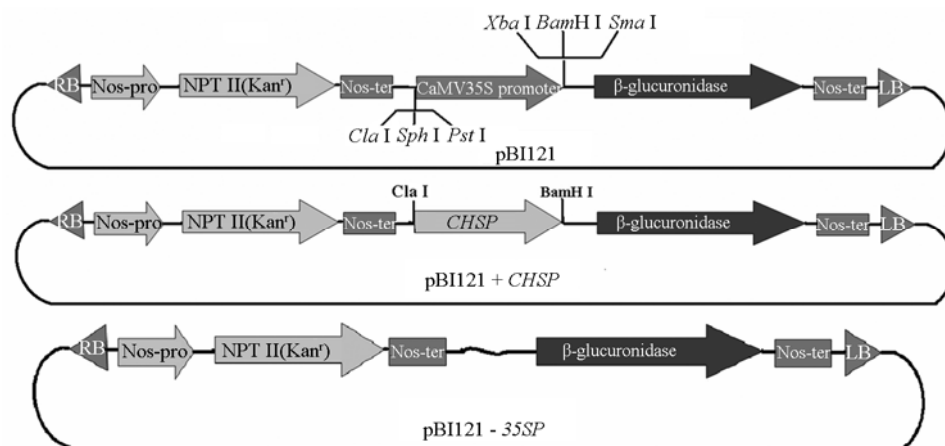 Xba I BamH I Sma I
RB Nos-pro NPT II(Kanʳ) Nos-ter CaMV35S promoter β-glucuronidase Nos-ter LB
Cla I Sph I Pst I
pBI121
Cla I BamH I
RB Nos-pro NPT II(Kanʳ) Nos-ter CHSP β-glucuronidase Nos-ter LB
pBI121 + CHSP
RB Nos-pro NPT II(Kanʳ) Nos-ter β-glucuronidase Nos-ter LB
pBI121 - 35SP